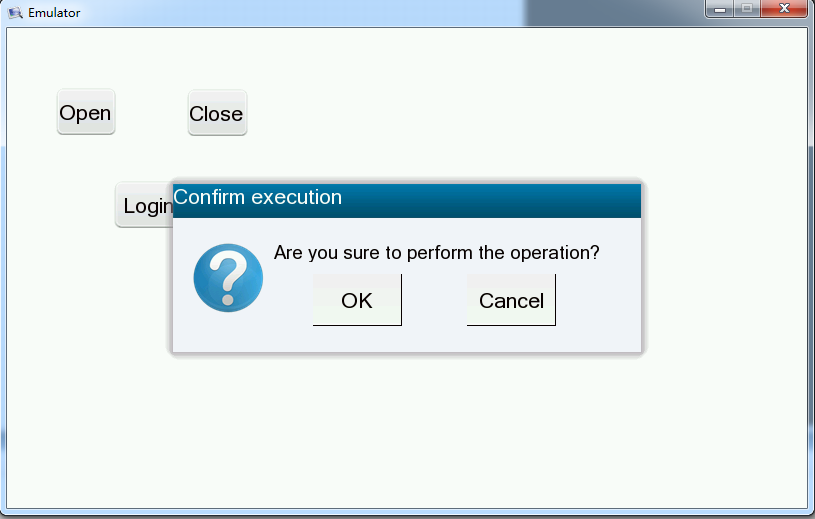 Emulator
Open
Close
Login
Confirm execution
Are you sure to perform the operation?
OK
Cancel